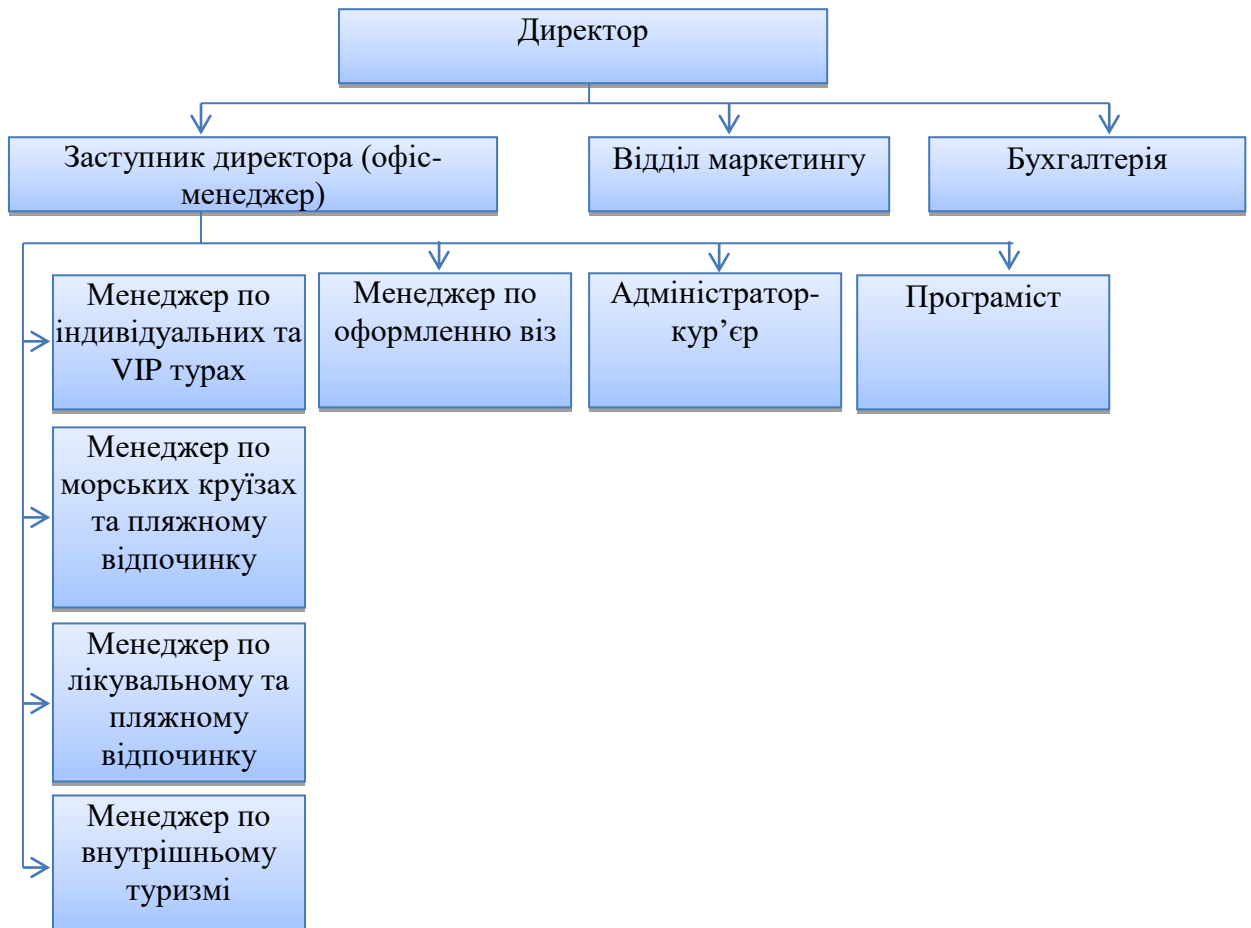 Директор
Заступник директора (офіс-
менеджер)
Відділ маркетингу
Бухгалтерія
Менеджер по
індивідуальних та
VIP турах
Менеджер по
оформленню віз
Адміністратор-
кур’єр
Програміст
Менеджер по
морських круїзах
та пляжному
відпочинку
Менеджер по
лікувальному та
пляжному
відпочинку
Менеджер по
внутрішньому
туризмі